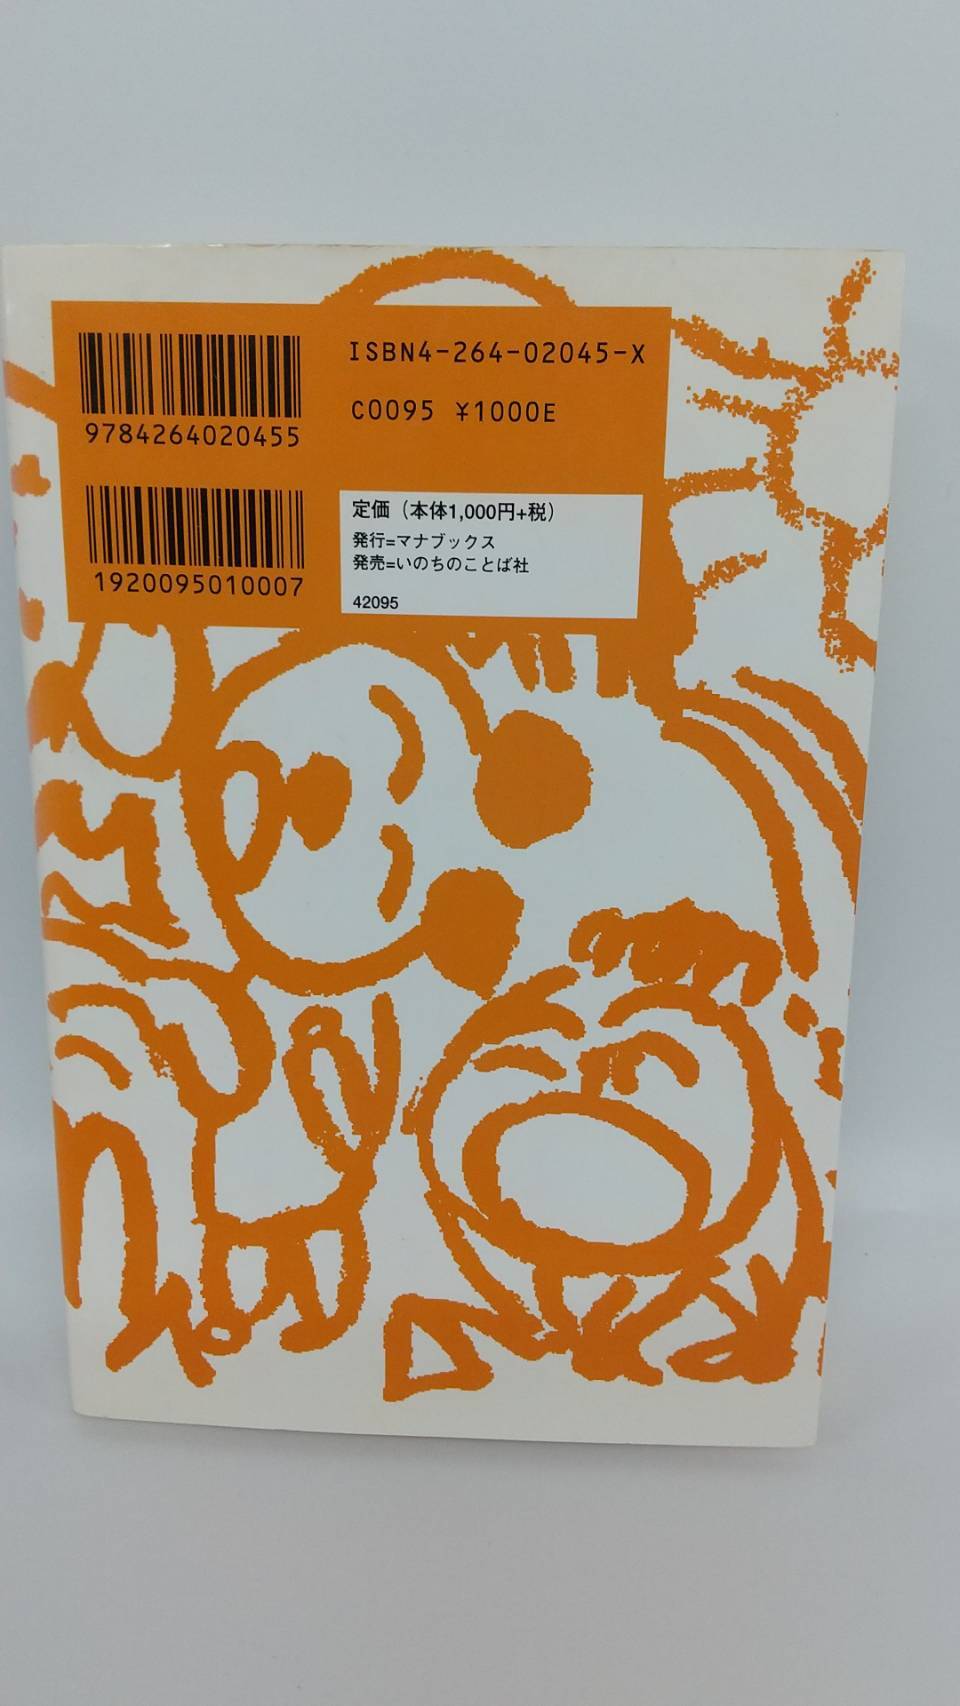 ISBN4-264-02045-X
C0095 ¥1000E
9784264020455
1920095010007
定価（本体1,000円+税）
発行=マナブックス
発売=いのちのことば社
42095